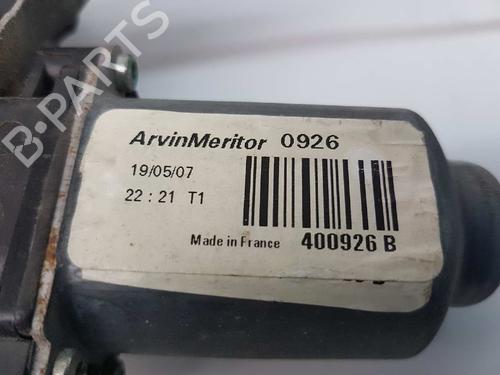 B-PARTS
ArvinMeritor 0926
19/05/07
22 : 21 T1
Made in France 400926 B